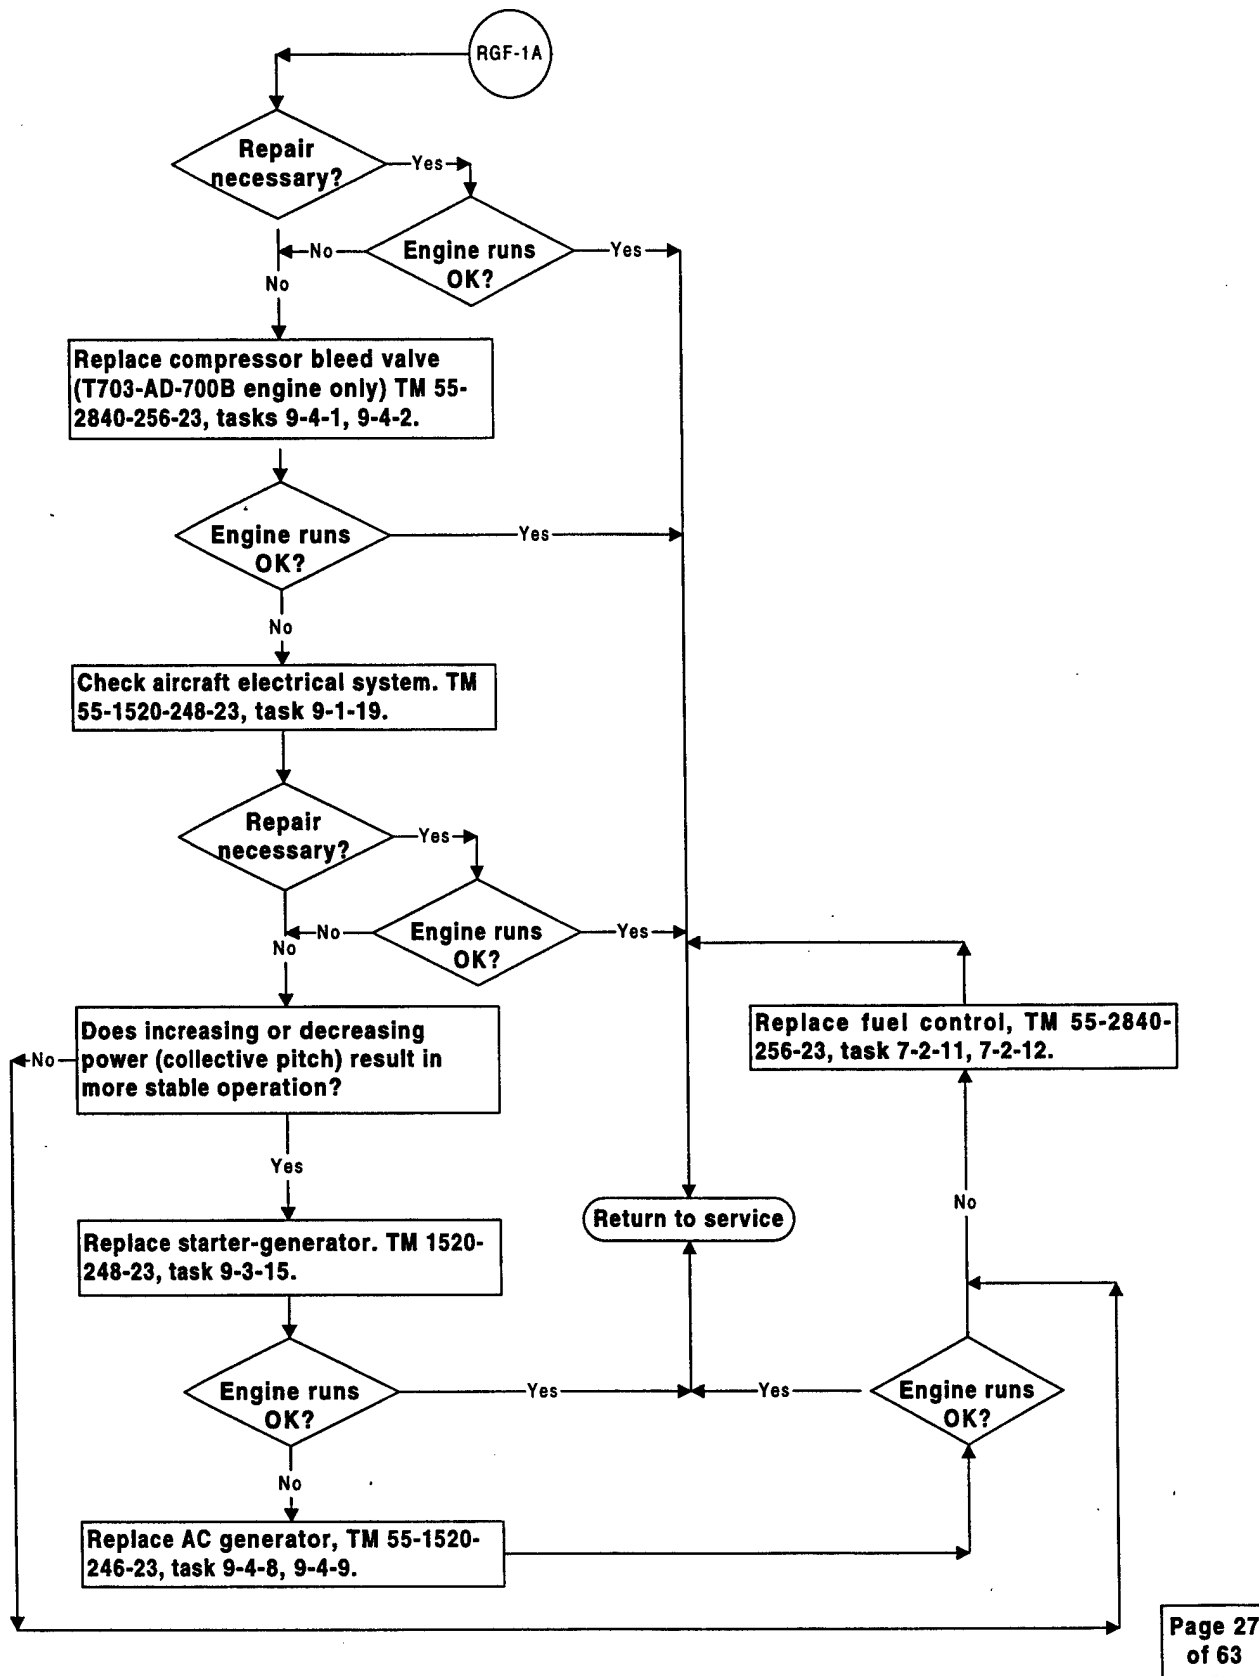 RGF-1A
Repair
necessary?
Yes
Engine runs
OK?
No
Yes
No
Replace compressor bleed valve
(T703-AD-700B engine only) TM 55-
2840-256-23, tasks 9-4-1, 9-4-2.
Engine runs
OK?
Yes
No
Check aircraft electrical system. TM
55-1520-248-23, task 9-1-19.
Repair
necessary?
Yes
Engine runs
OK?
No
Yes
No
Does increasing or decreasing
power (collective pitch) result in
more stable operation?
No
Yes
Replace fuel control, TM 55-2840-
256-23, task 7-2-11, 7-2-12.
No
Return to service
Replace starter-generator. TM 1520-
248-23, task 9-3-15.
Engine runs
OK?
Yes
Yes
Engine runs
OK?
No
Replace AC generator, TM 55-1520-
246-23, task 9-4-8, 9-4-9.
Page 27
of 63